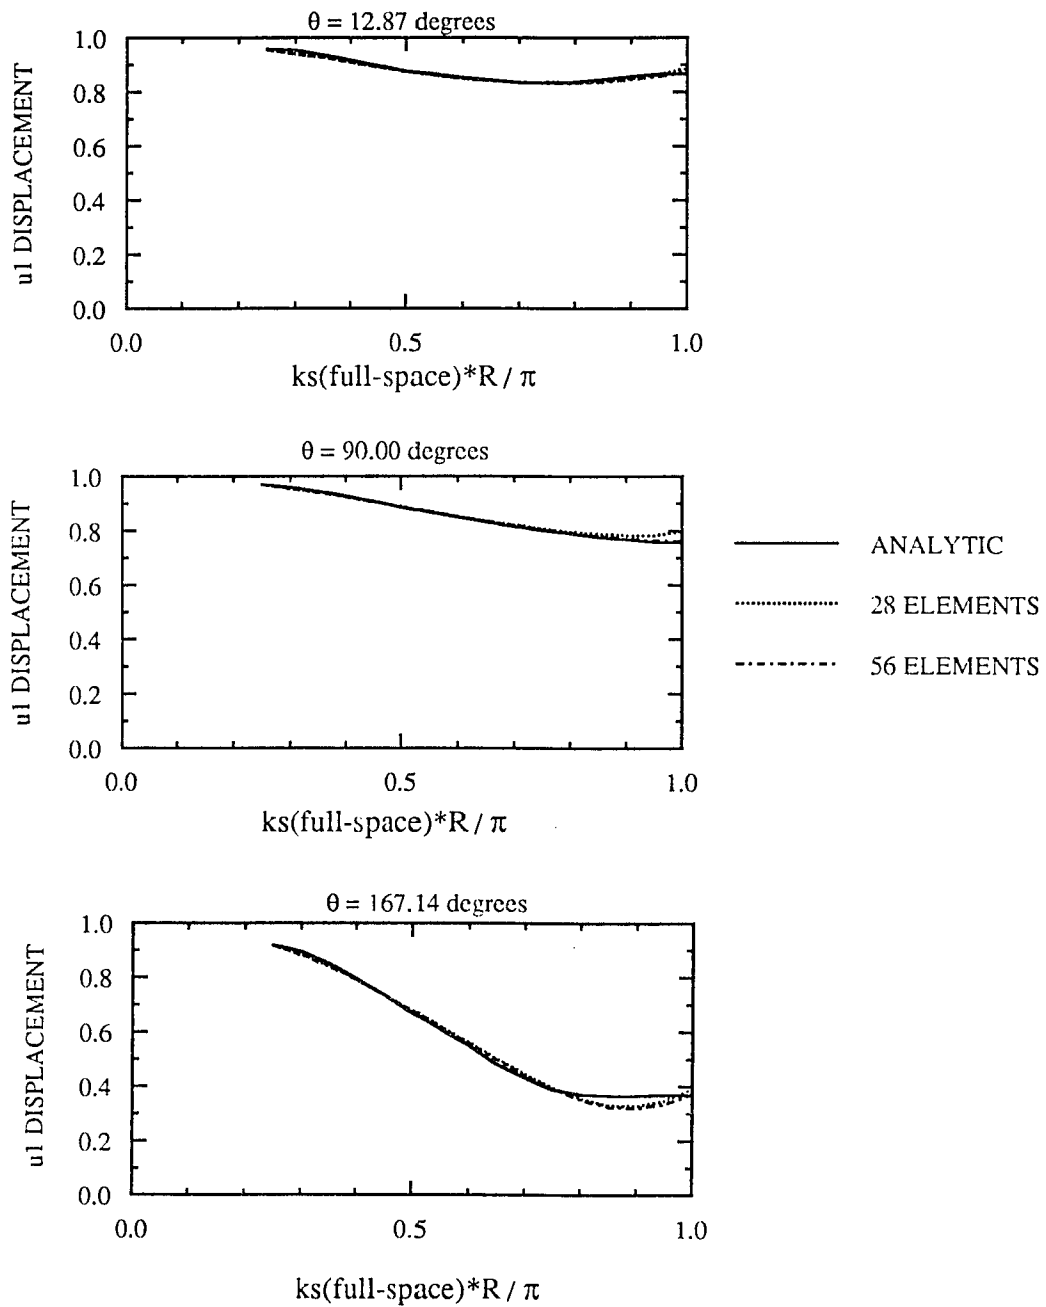 θ = 12.87 degrees
u1 DISPLACEMENT
1.0
0.8
0.6
0.4
0.2
0.0
0.0 0.5 1.0
ks(full-space)*R / π
θ = 90.00 degrees
u1 DISPLACEMENT
1.0
0.8
0.6
0.4
0.2
0.0
0.0 0.5 1.0
ks(full-space)*R / π
ANALYTIC
28 ELEMENTS
56 ELEMENTS
θ = 167.14 degrees
u1 DISPLACEMENT
1.0
0.8
0.6
0.4
0.2
0.0
0.0 0.5 1.0
ks(full-space)*R / π